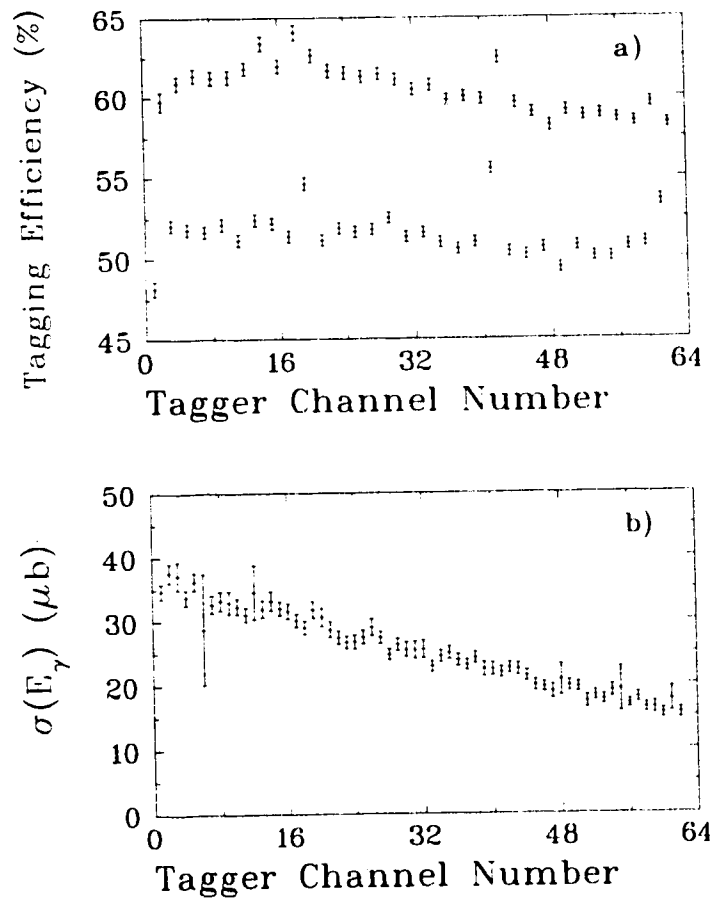 Tagging Efficiency (%)
65
60
55
50
45
a)
0 16 32 48 64
Tagger Channel Number
σ(E_γ) (μb)
50
40
30
20
10
0
b)
0 16 32 48 64
Tagger Channel Number